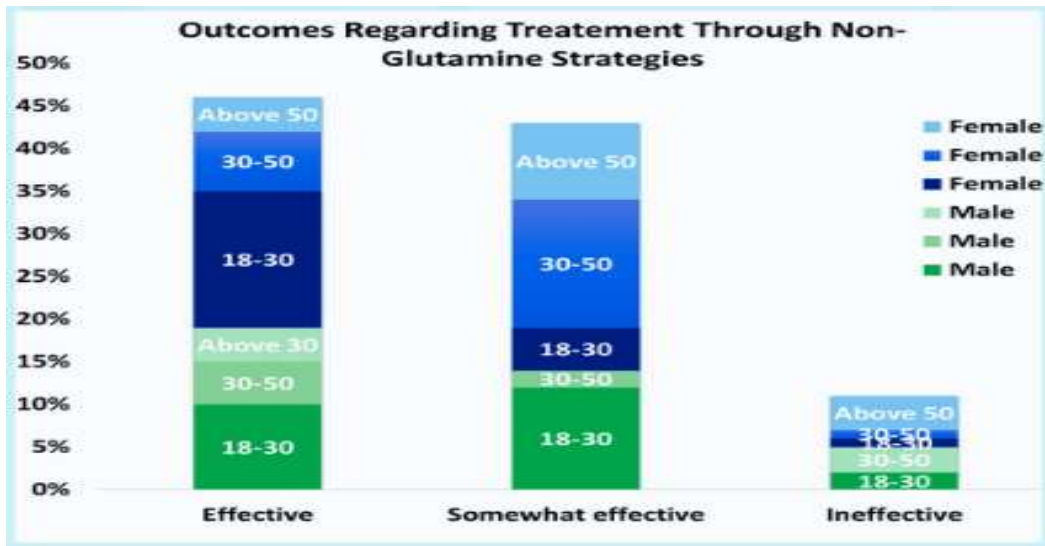 Outcomes Regarding Treatement Through Non-
Glutamine Strategies
50%
45%
40%
35%
30%
25%
20%
15%
10%
5%
0%
Above 50
30-50
18-30
Above 30
30-50
18-30
Above 50
30-50
18-30
30-50
18-30
Above 50
30-50
18-30
30-50
18-30
Female
Female
Female
Male
Male
Male
Effective
Somewhat effective
Ineffective